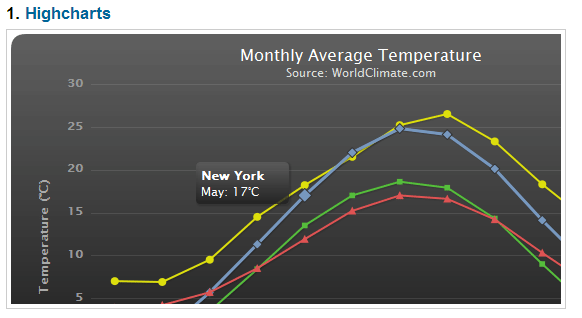 1. Highcharts
Monthly Average Temperature
Source: WorldClimate.com
30
25
20
15
10
5
Temperature (°C)
New York
May: 17°C